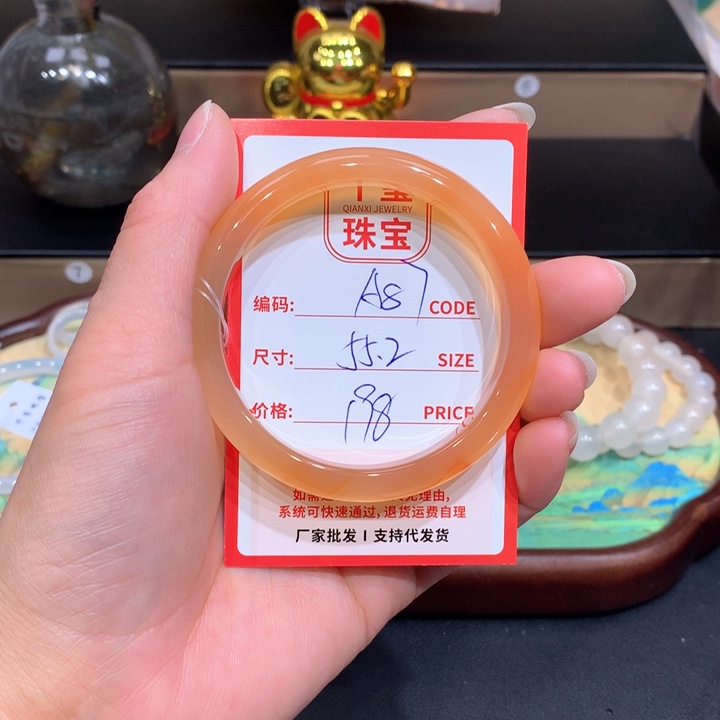 QIANXI JEWELRY
珠宝
编码: A87 CODE
尺寸: 55.2 SIZE
价格: 198 PRICE
系统可快速通过, 退货运费自理
厂家批发 I 支持代发货
6
7